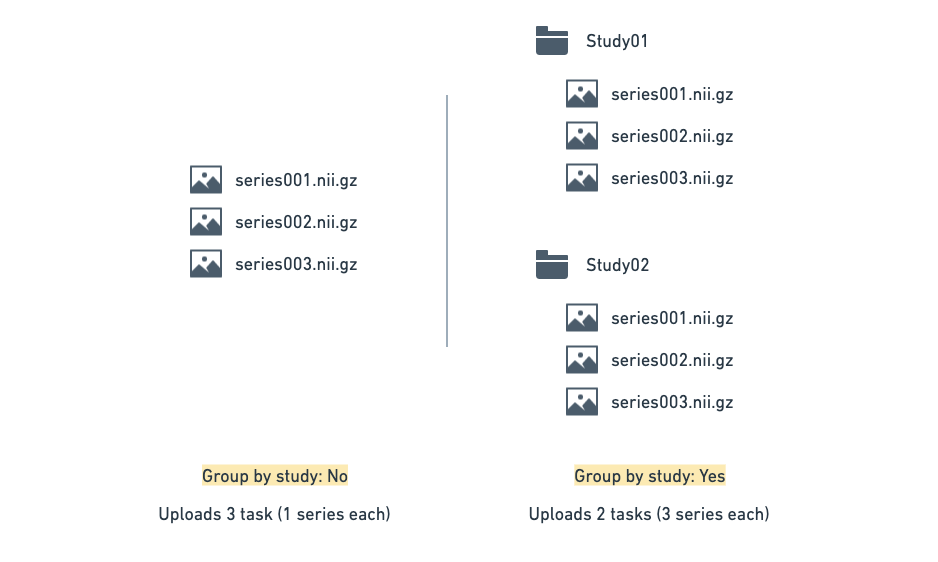 series001.nii.gz
series002.nii.gz
series003.nii.gz
Group by study: No
Uploads 3 task (1 series each)
Study01
series001.nii.gz
series002.nii.gz
series003.nii.gz
Study02
series001.nii.gz
series002.nii.gz
series003.nii.gz
Group by study: Yes
Uploads 2 tasks (3 series each)